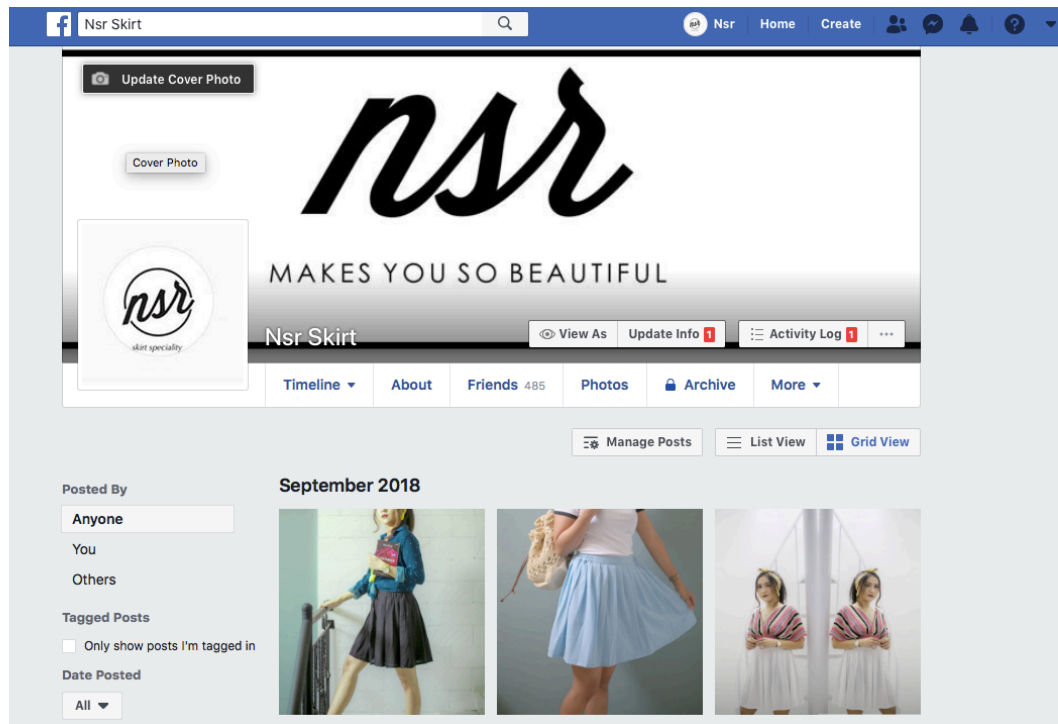 Nsr Skirt
Nsr Home Create
Update Cover Photo
Cover Photo
nsr
MAKES YOU SO BEAUTIFUL
nsr
skirt speciality
Nsr Skirt
View As Update Info 1 Activity Log 1
Timeline About Friends 485 Photos Archive More
Manage Posts List View Grid View
Posted By
September 2018
Anyone
You
Others
Tagged Posts
Only show posts I'm tagged in
Date Posted
All